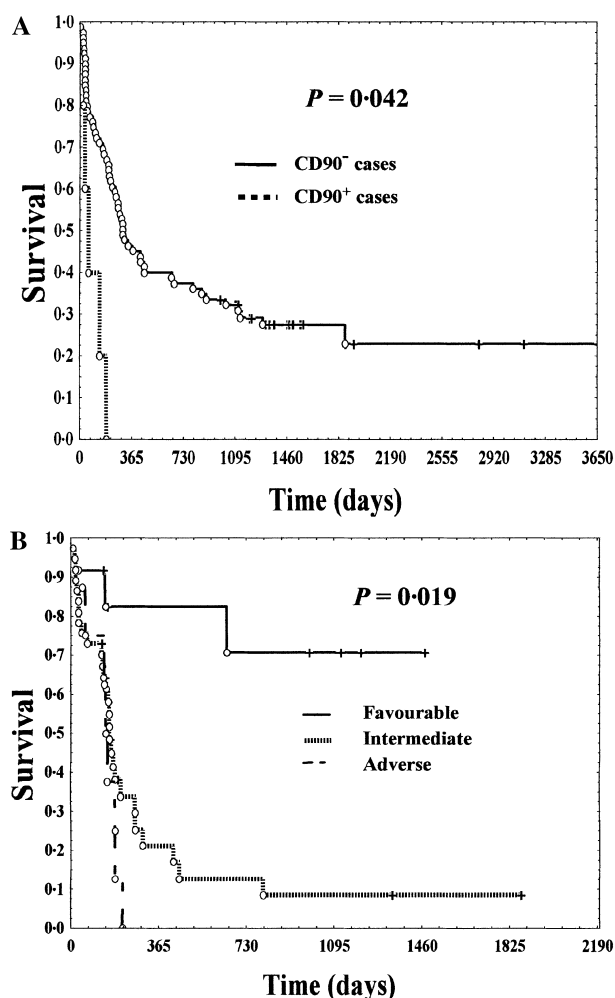 A
P = 0·042
CD90⁻ cases
CD90⁺ cases
Survival
1·0
0·9
0·8
0·7
0·6
0·5
0·4
0·3
0·2
0·1
0·0
0 365 730 1095 1460 1825 2190 2555 2920 3285 3650
Time (days)
B
P = 0·019
Favourable
Intermediate
Adverse
Survival
1·0
0·9
0·8
0·7
0·6
0·5
0·4
0·3
0·2
0·1
0·0
0 365 730 1095 1460 1825 2190
Time (days)